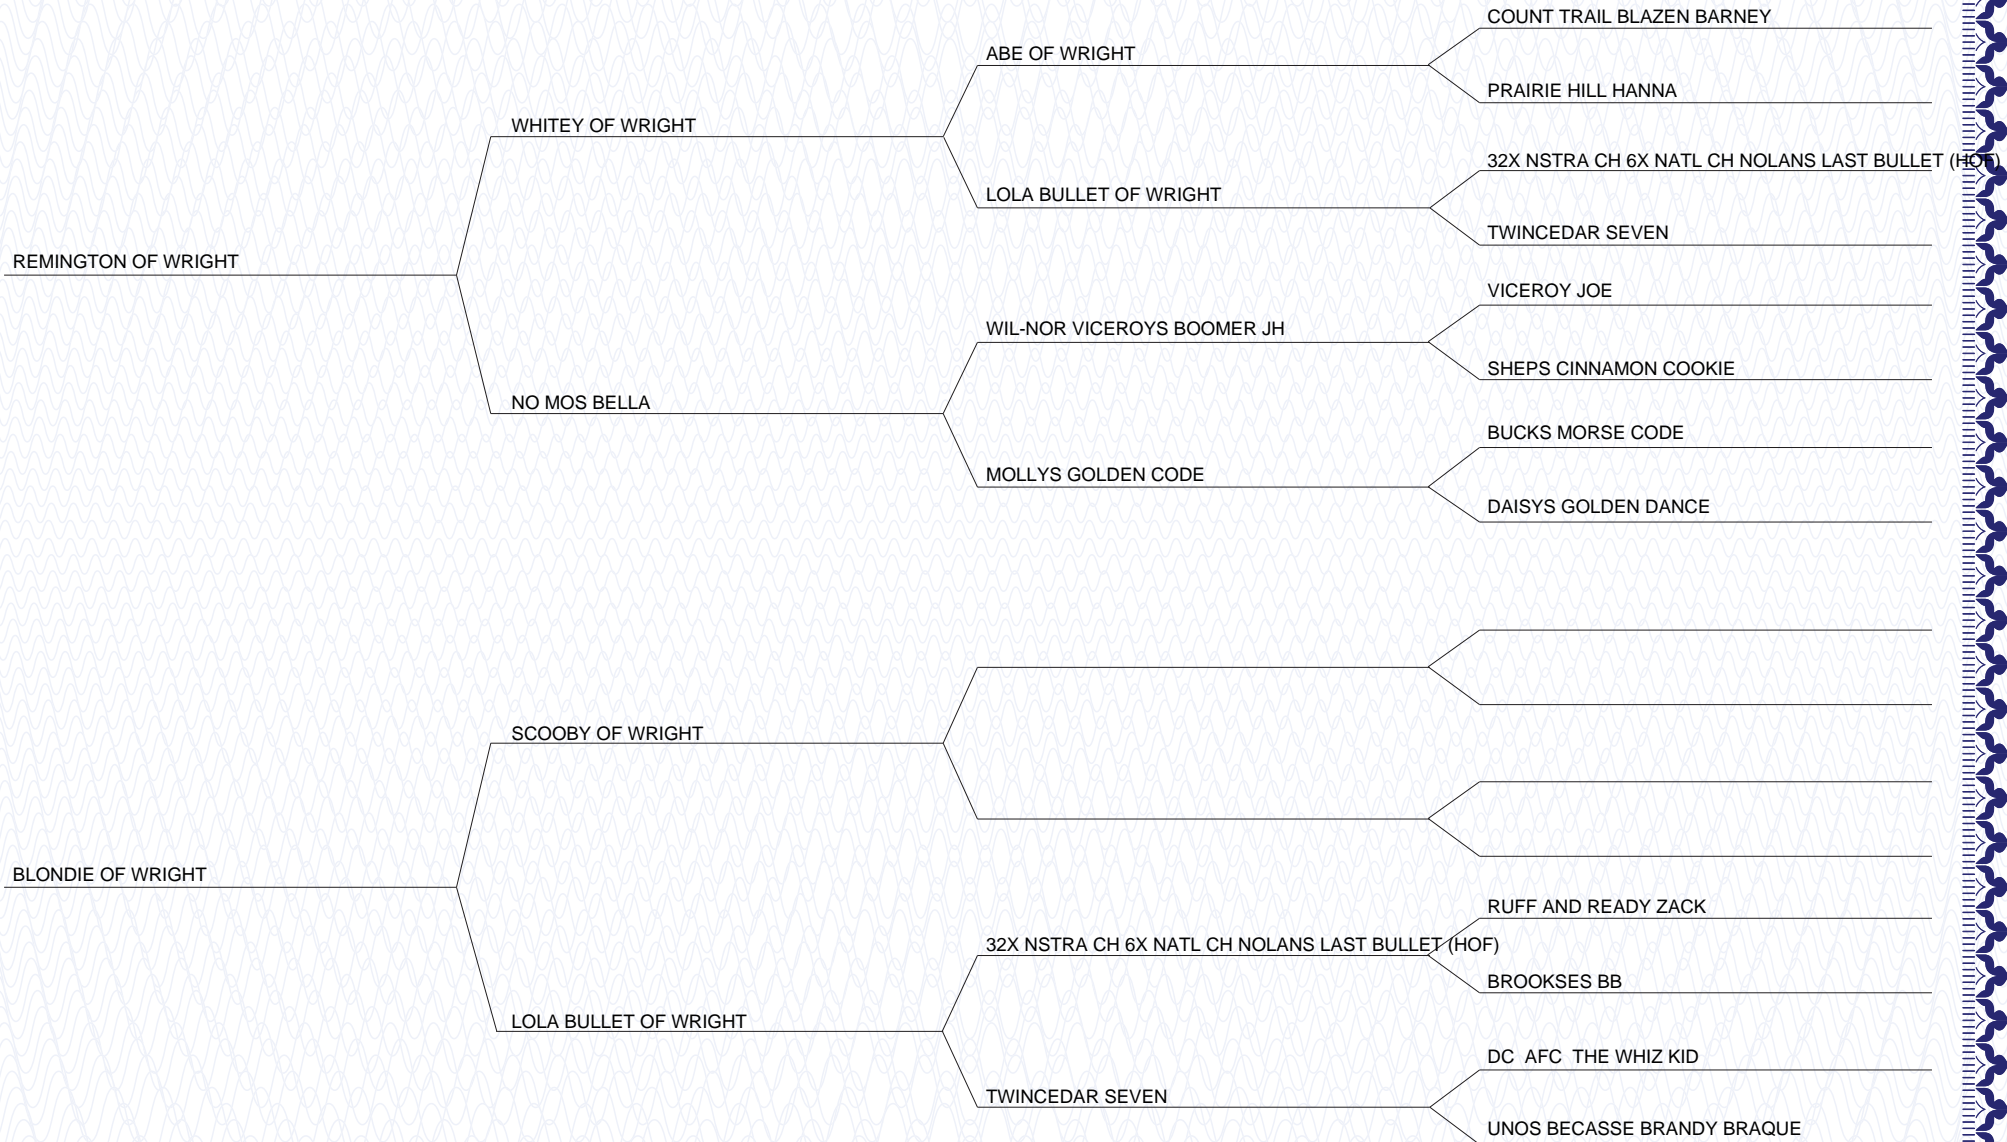 COUNT TRAIL BLAZEN BARNEY
ABE OF WRIGHT
PRAIRIE HILL HANNA
WHITEY OF WRIGHT
32X NSTRA CH 6X NATL CH NOLANS LAST BULLET (HOF)
LOLA BULLET OF WRIGHT
TWINCEDAR SEVEN
REMINGTON OF WRIGHT
VICEROY JOE
WIL-NOR VICEROYS BOOMER JH
SHEPS CINNAMON COOKIE
NO MOS BELLA
BUCKS MORSE CODE
MOLLYS GOLDEN CODE
DAISYS GOLDEN DANCE
SCOOBY OF WRIGHT
BLONDIE OF WRIGHT
RUFF AND READY ZACK
32X NSTRA CH 6X NATL CH NOLANS LAST BULLET (HOF)
BROOKSES BB
LOLA BULLET OF WRIGHT
DC  AFC  THE WHIZ KID
TWINCEDAR SEVEN
UNOS BECASSE BRANDY BRAQUE